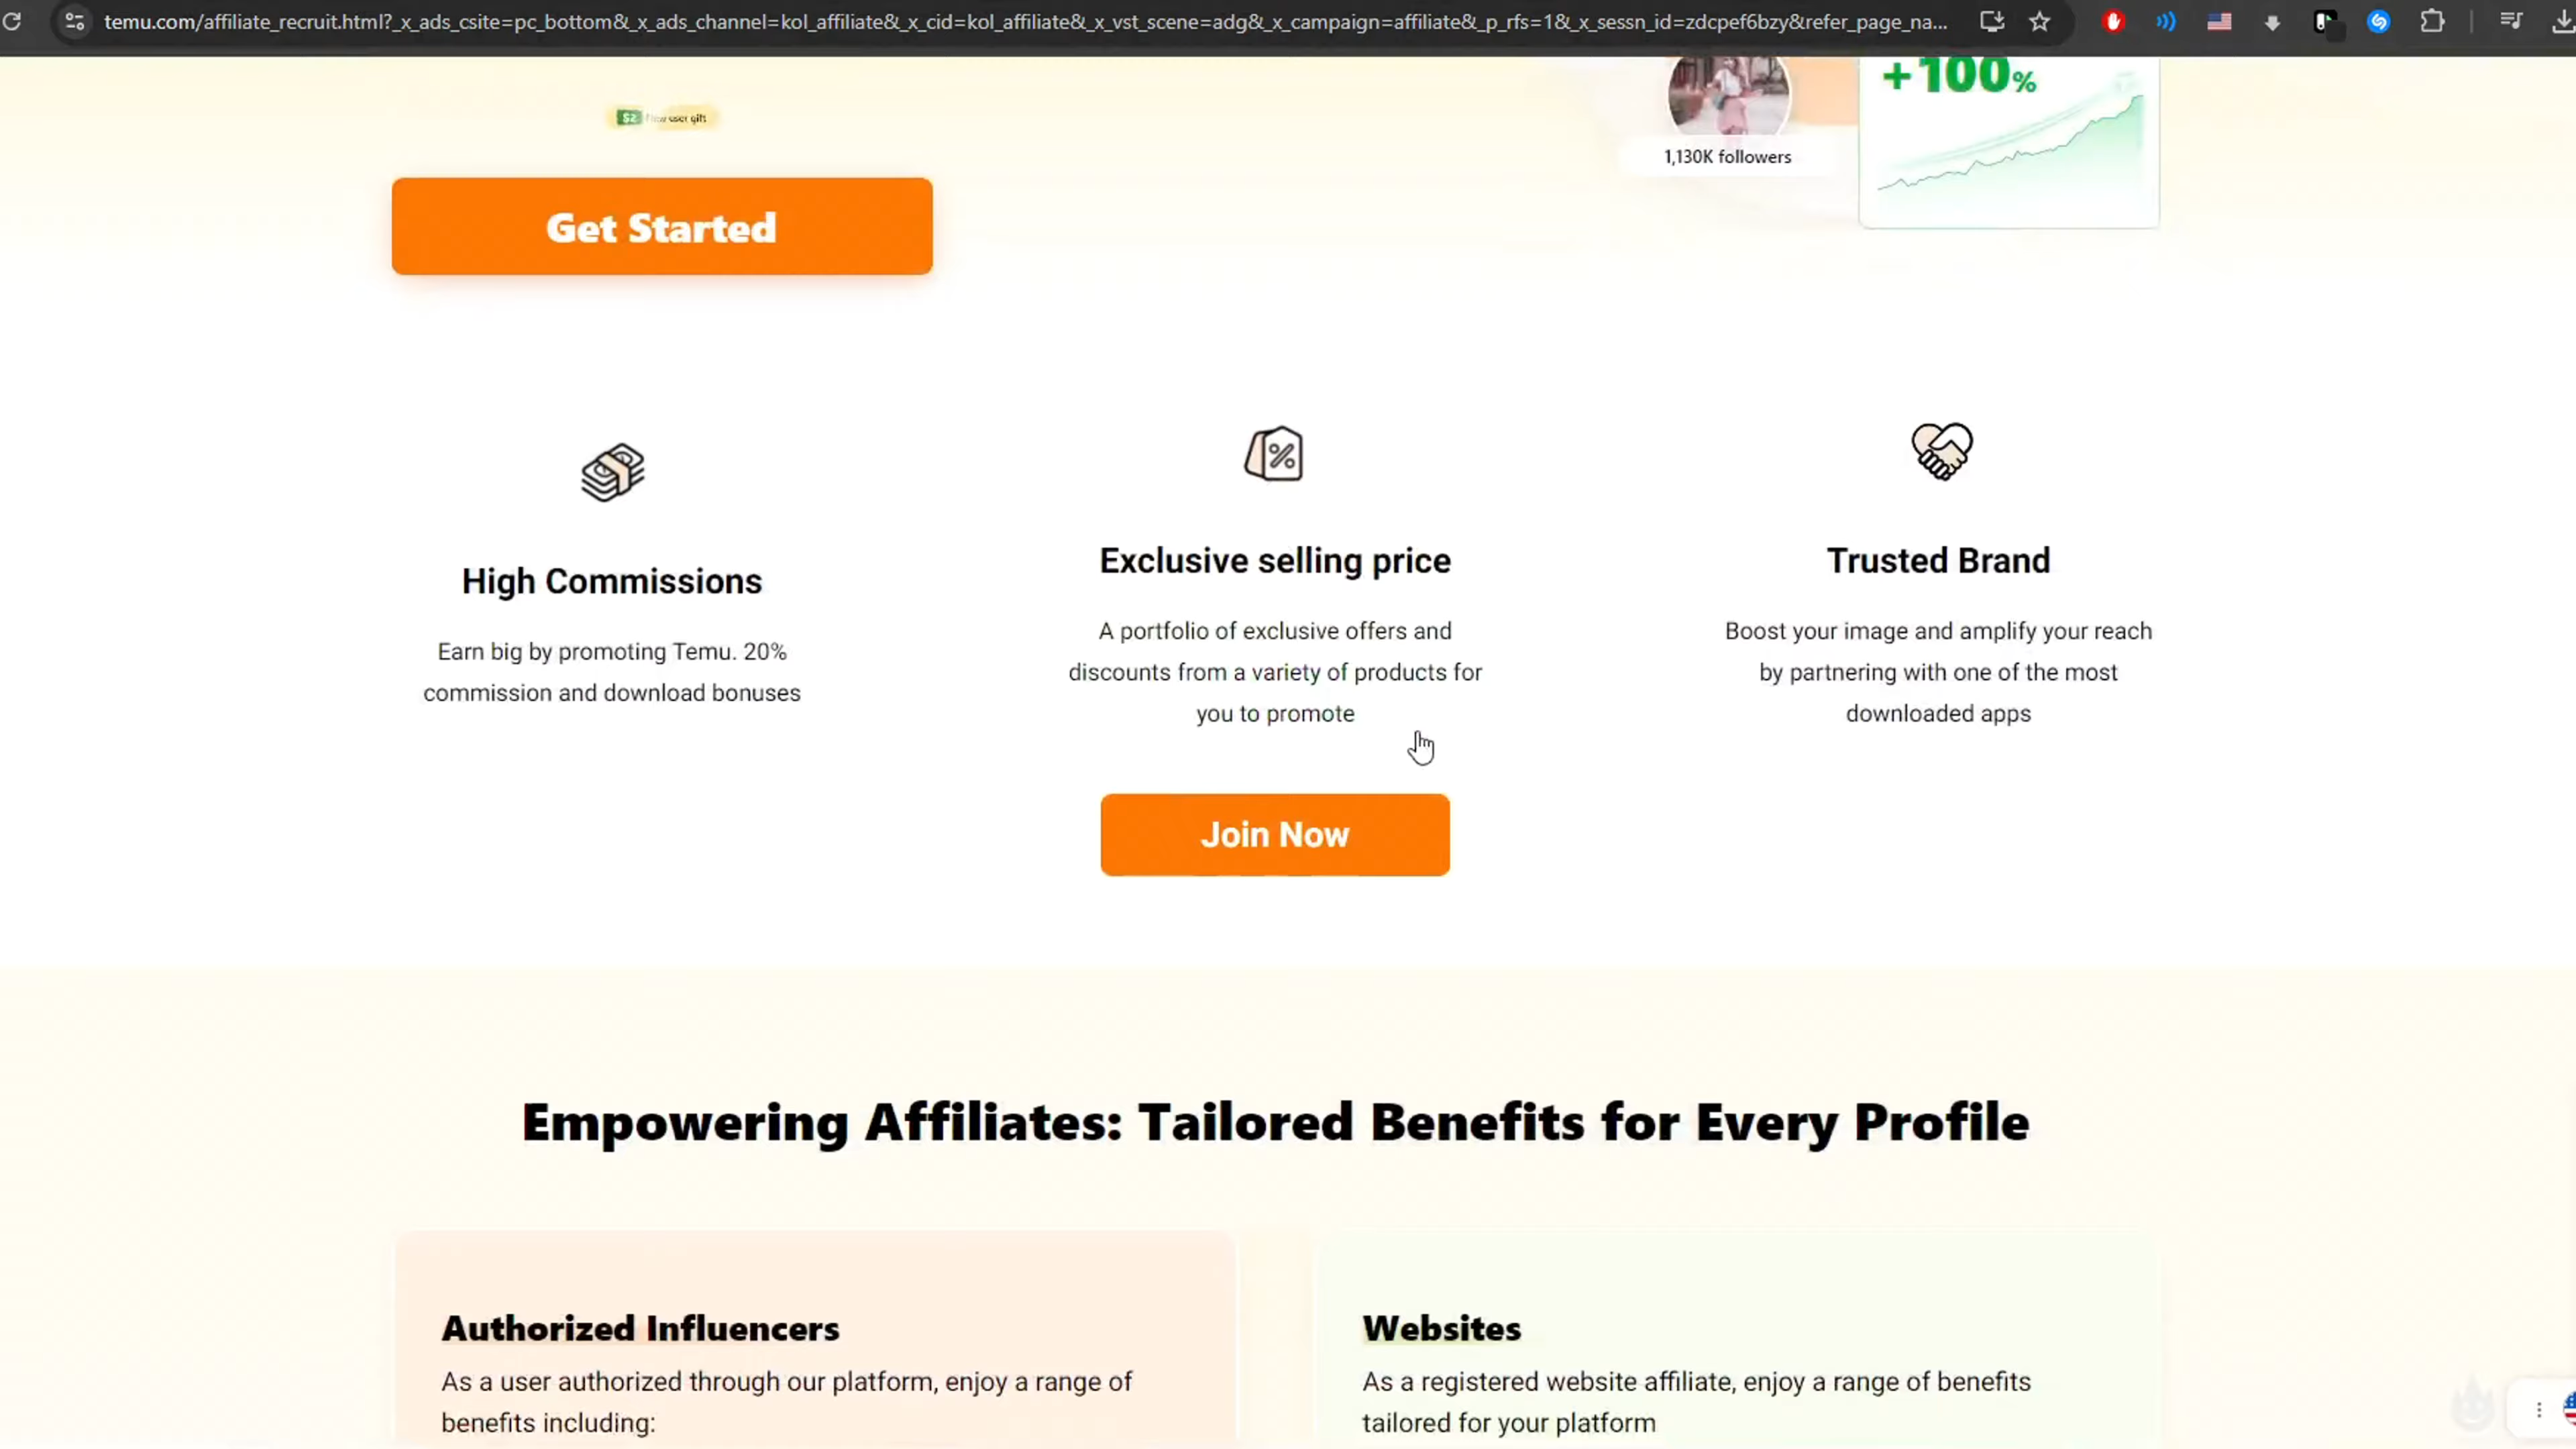 temu.com/affiliate_recruit.html?_x_ads_csite=pc_bottom&_x_ads_channel=kol_affiliate&_x_cid=kol_affiliate&_x_vst_scene=adg&_x_campaign=affiliate&_p_rfs=1&_x_sessn_id=zdcpef6bzy&refer_page_na...
+100%
$2 user gift
1,130K followers
Get Started
High Commissions
Earn big by promoting Temu. 20%
commission and download bonuses
Exclusive selling price
A portfolio of exclusive offers and
discounts from a variety of products for
you to promote
Trusted Brand
Boost your image and amplify your reach
by partnering with one of the most
downloaded apps
Join Now
Empowering Affiliates: Tailored Benefits for Every Profile
Authorized Influencers
As a user authorized through our platform, enjoy a range of
benefits including:
Websites
As a registered website affiliate, enjoy a range of benefits
tailored for your platform